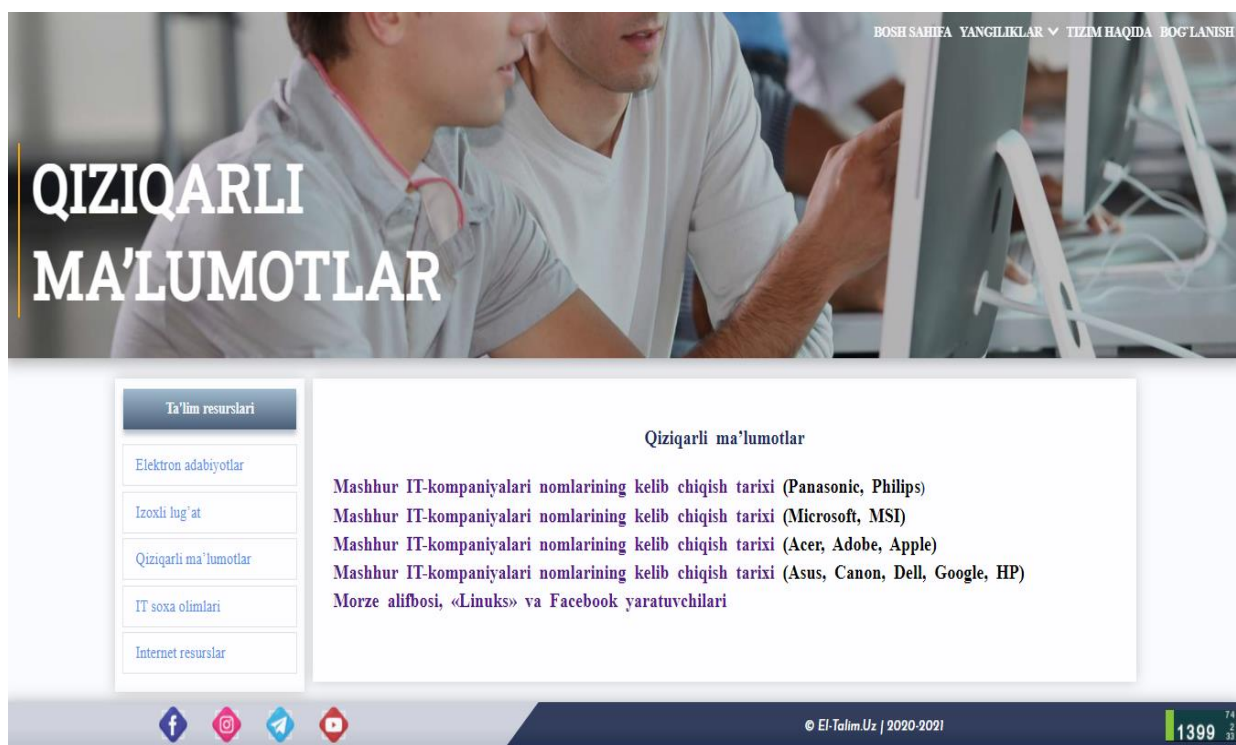 BOSH SAHIFA YANGILIKLAR TIZIM HAQIDA BOG'LANISH
QIZIQARLI
MA’LUMOTLAR
Ta'lim resurslari
Elektron adabiyotlar
Izoxli lug`at
Qiziqarli ma’lumotlar
IT soxa olimlari
Internet resurslar
Qiziqarli ma’lumotlar
Mashhur IT-kompaniyalari nomlarining kelib chiqish tarixi (Panasonic, Philips)
Mashhur IT-kompaniyalari nomlarining kelib chiqish tarixi (Microsoft, MSI)
Mashhur IT-kompaniyalari nomlarining kelib chiqish tarixi (Acer, Adobe, Apple)
Mashhur IT-kompaniyalari nomlarining kelib chiqish tarixi (Asus, Canon, Dell, Google, HP)
Morze alifbosi, «Linuks» va Facebook yaratuvchilari
© El-Talim.Uz | 2020-2021
1399
74
2
33